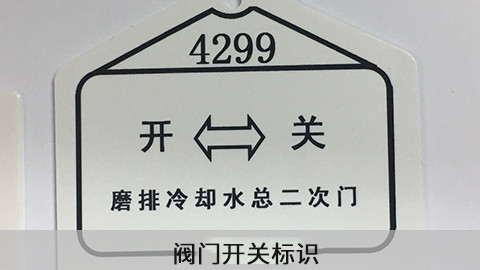 4299
开 ⇔ 关
磨排冷却水总二次门
阀门开关标识